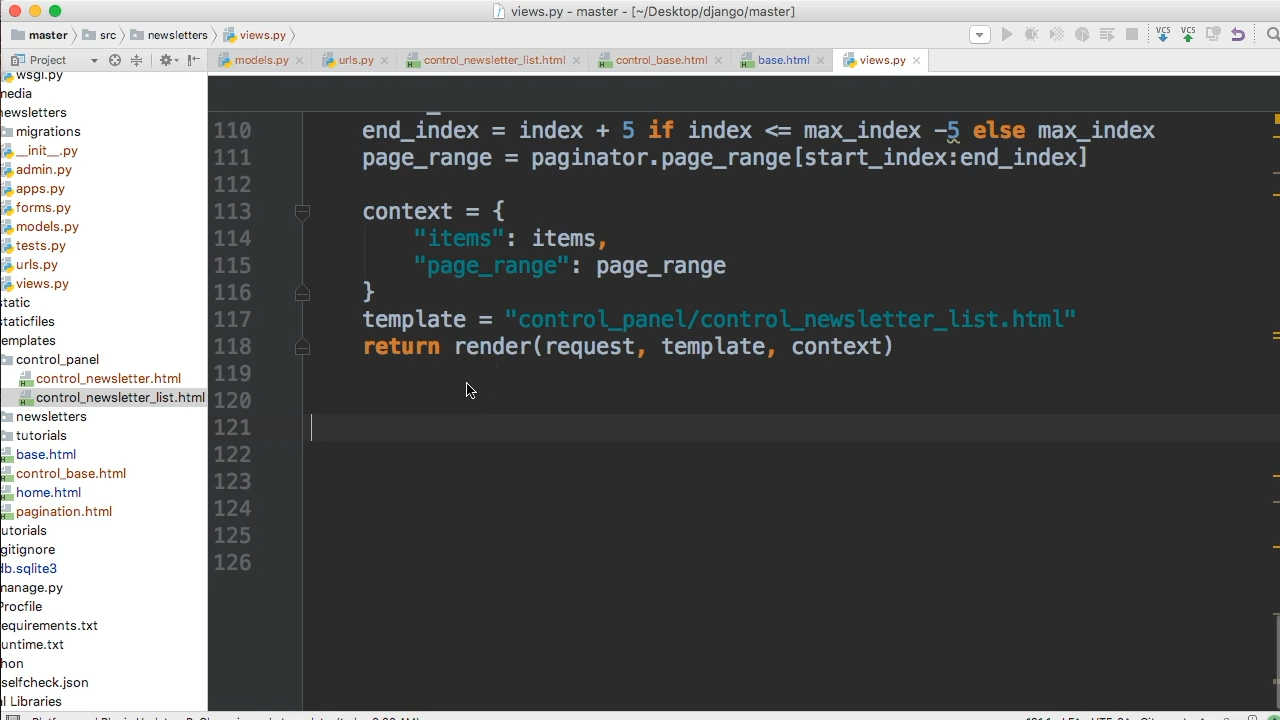 views.py - master - [~/Desktop/django/master]
master src newsletters views.py
VCS VCS
Project models.py urls.py control_newsletter_list.html control_base.html base.html views.py
wsgi.py
edia
ewsletters
migrations
__init__.py
admin.py
apps.py
forms.py
models.py
tests.py
urls.py
views.py
tatic
taticfiles
emplates
control_panel
control_newsletter.html
control_newsletter_list.html
newsletters
tutorials
base.html
control_base.html
home.html
pagination.html
utorials
gitignore
db.sqlite3
anage.py
Procfile
equirements.txt
untime.txt
hon
selfcheck.json
al Libraries
110 end_index = index + 5 if index <= max_index -5 else max_index
111 page_range = paginator.page_range[start_index:end_index]
112
113 context = {
114 "items": items,
115 "page_range": page_range
116 }
117 template = "control_panel/control_newsletter_list.html"
118 return render(request, template, context)
119
120
121
122
123
124
125
126